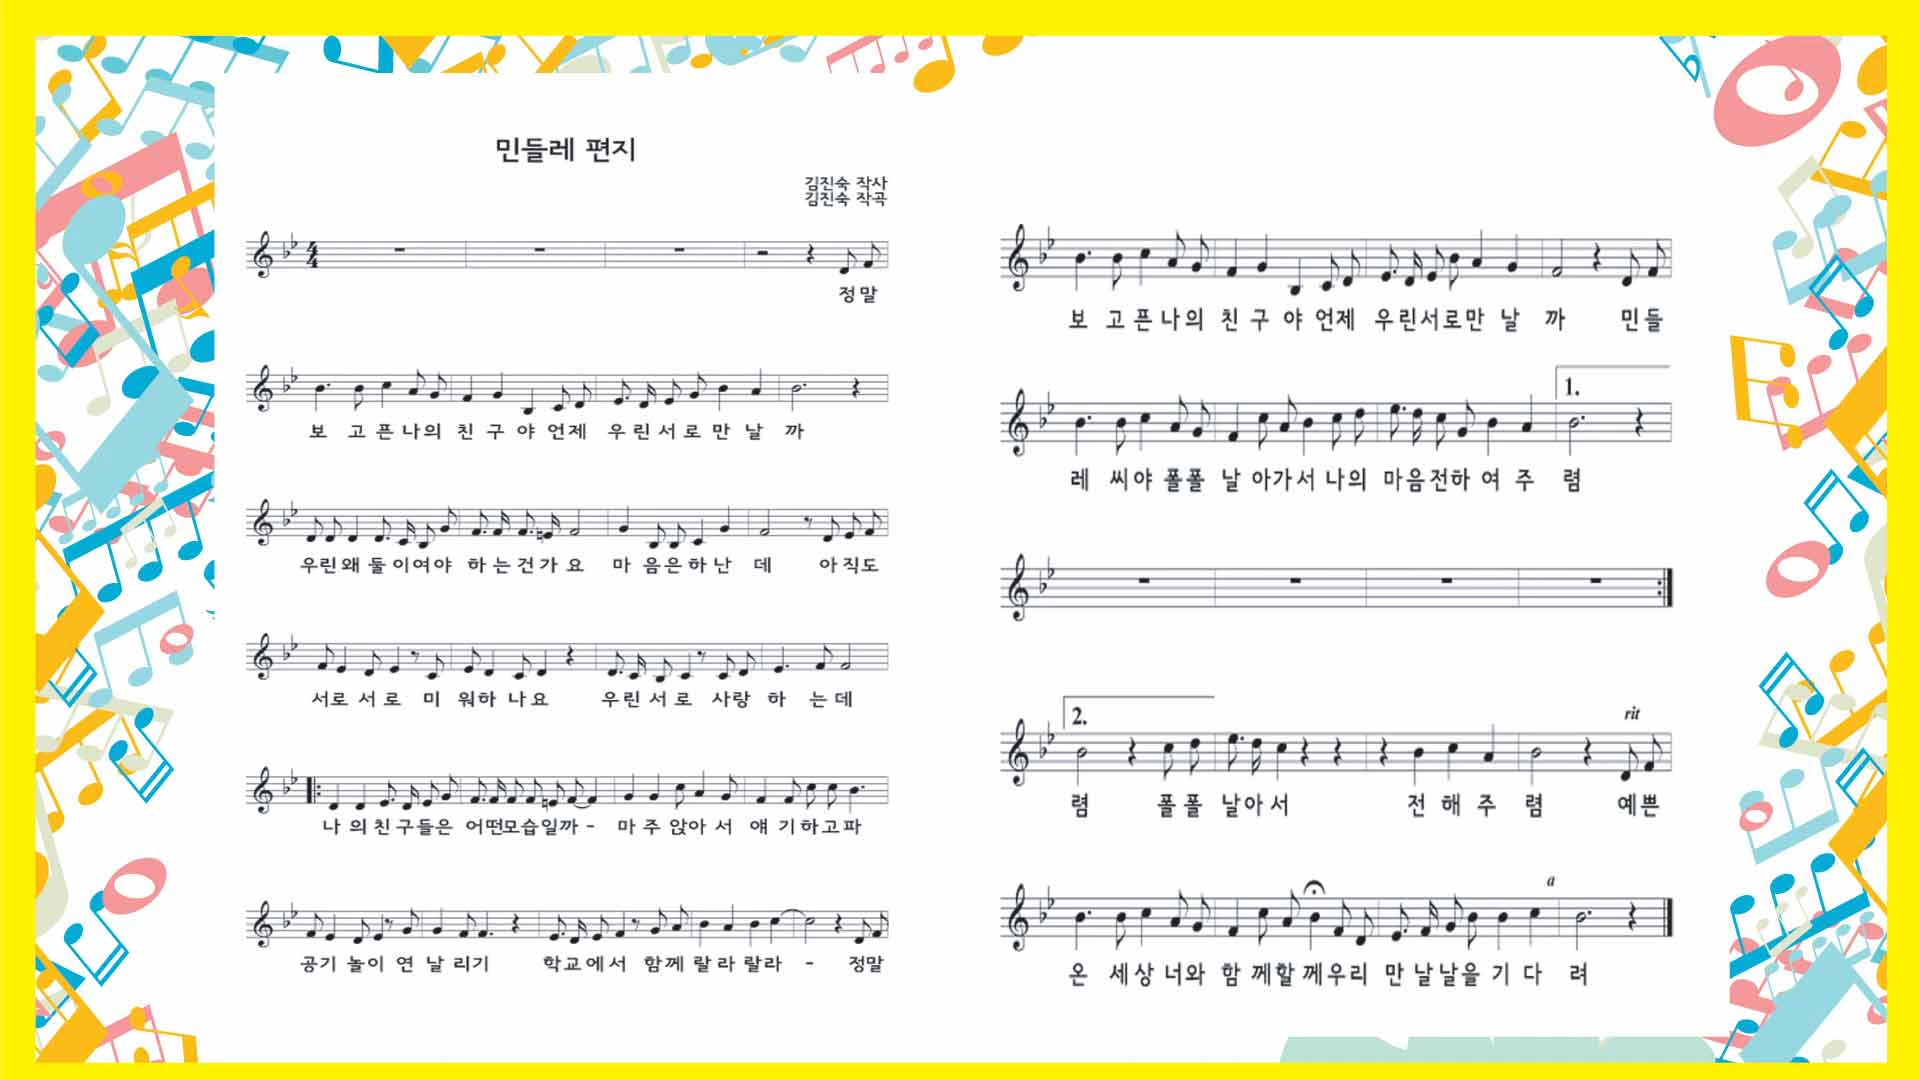 민들레 편지
김진숙 작사
김진숙 작곡
정말
보 고픈나의 친구 야 언제 우린서로만 날 까
우린왜 둘이여야 하는건가요 마 음은하난 데 아직도
서로 서로 미 워하 나요 우린 서로 사랑 하 는데
나 의친구들은 어떤모습일까 - 마 주 앉아 서 얘 기하고파
공기 놀이 연 날 리기 학교에서 함께 랄라 랄라 - 정말
보 고픈나의 친구 야 언제 우린서로만 날 까 민들
1.
레 씨야 폴폴 날 아가서 나의 마음전하 여 주 렴
2.
rit
렴 폴폴 날아 서 전 해 주 렴 예쁜
a
온 세상 너와 함 께할 께우리 만 날날을 기 다 려